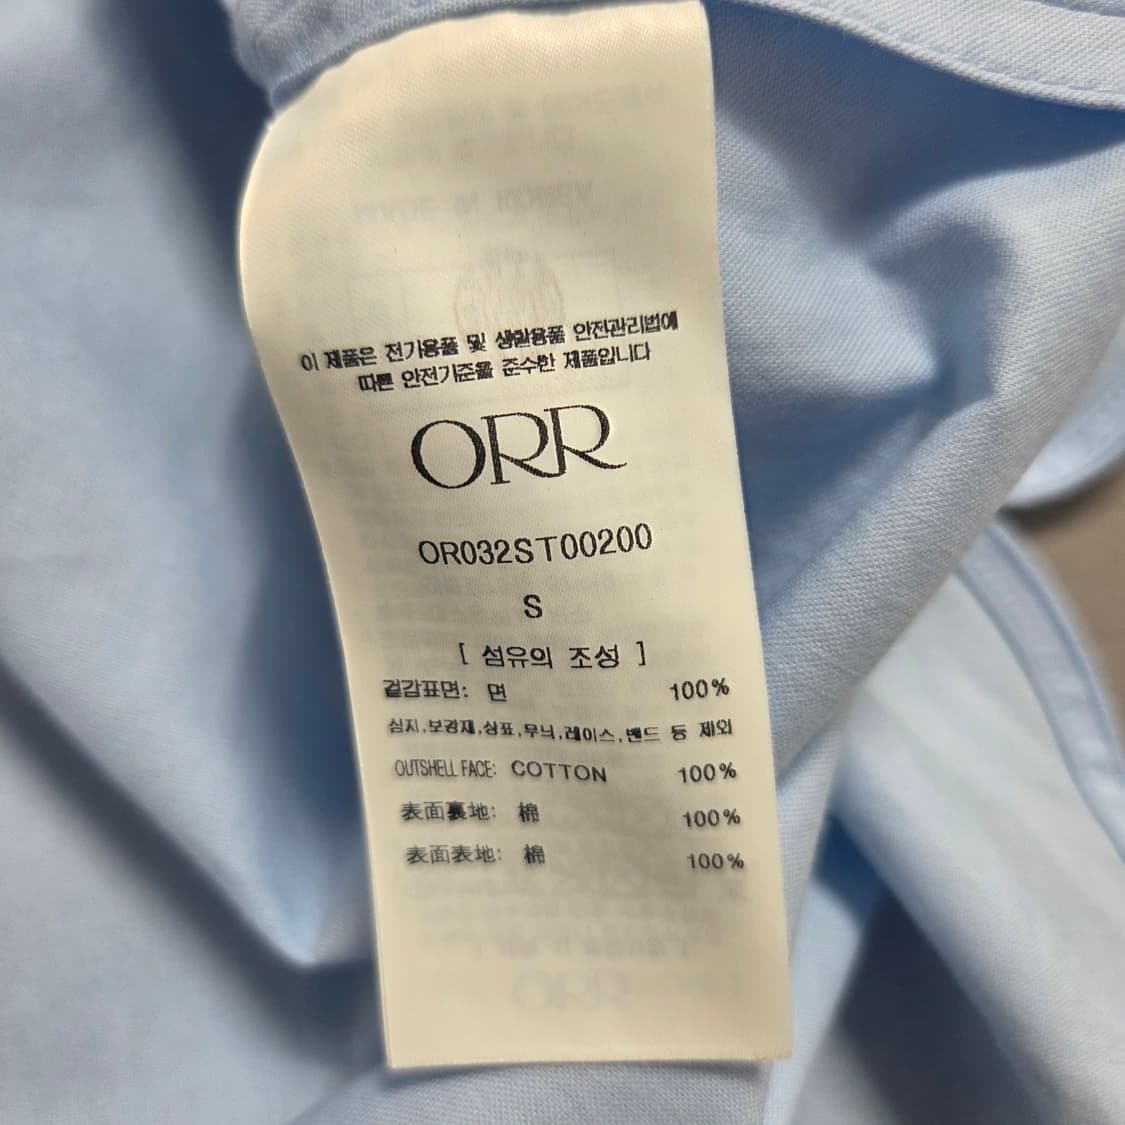 이 제품은 전기용품 및 생활용품 안전관리법에
따른 안전기준을 준수한 제품입니다
ORR
OR032ST00200
S
[ 섬유의 조성 ]
겉감표면: 면 100%
심지,보강재,상표,무늬,레이스,밴드 등 제외
OUTSHELL FACE: COTTON 100%
表面裏地: 棉 100%
表面表地: 棉 100%